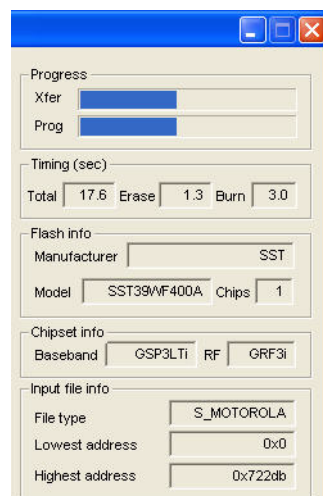 Progress
Xfer
Prog
Timing (sec)
Total 17.6 Erase 1.3 Burn 3.0
Flash info
Manufacturer SST
Model SST39WF400A Chips 1
Chipset info
Baseband GSP3LTi RF GRF3i
Input file info
File type S_MOTOROLA
Lowest address 0x0
Highest address 0x722db